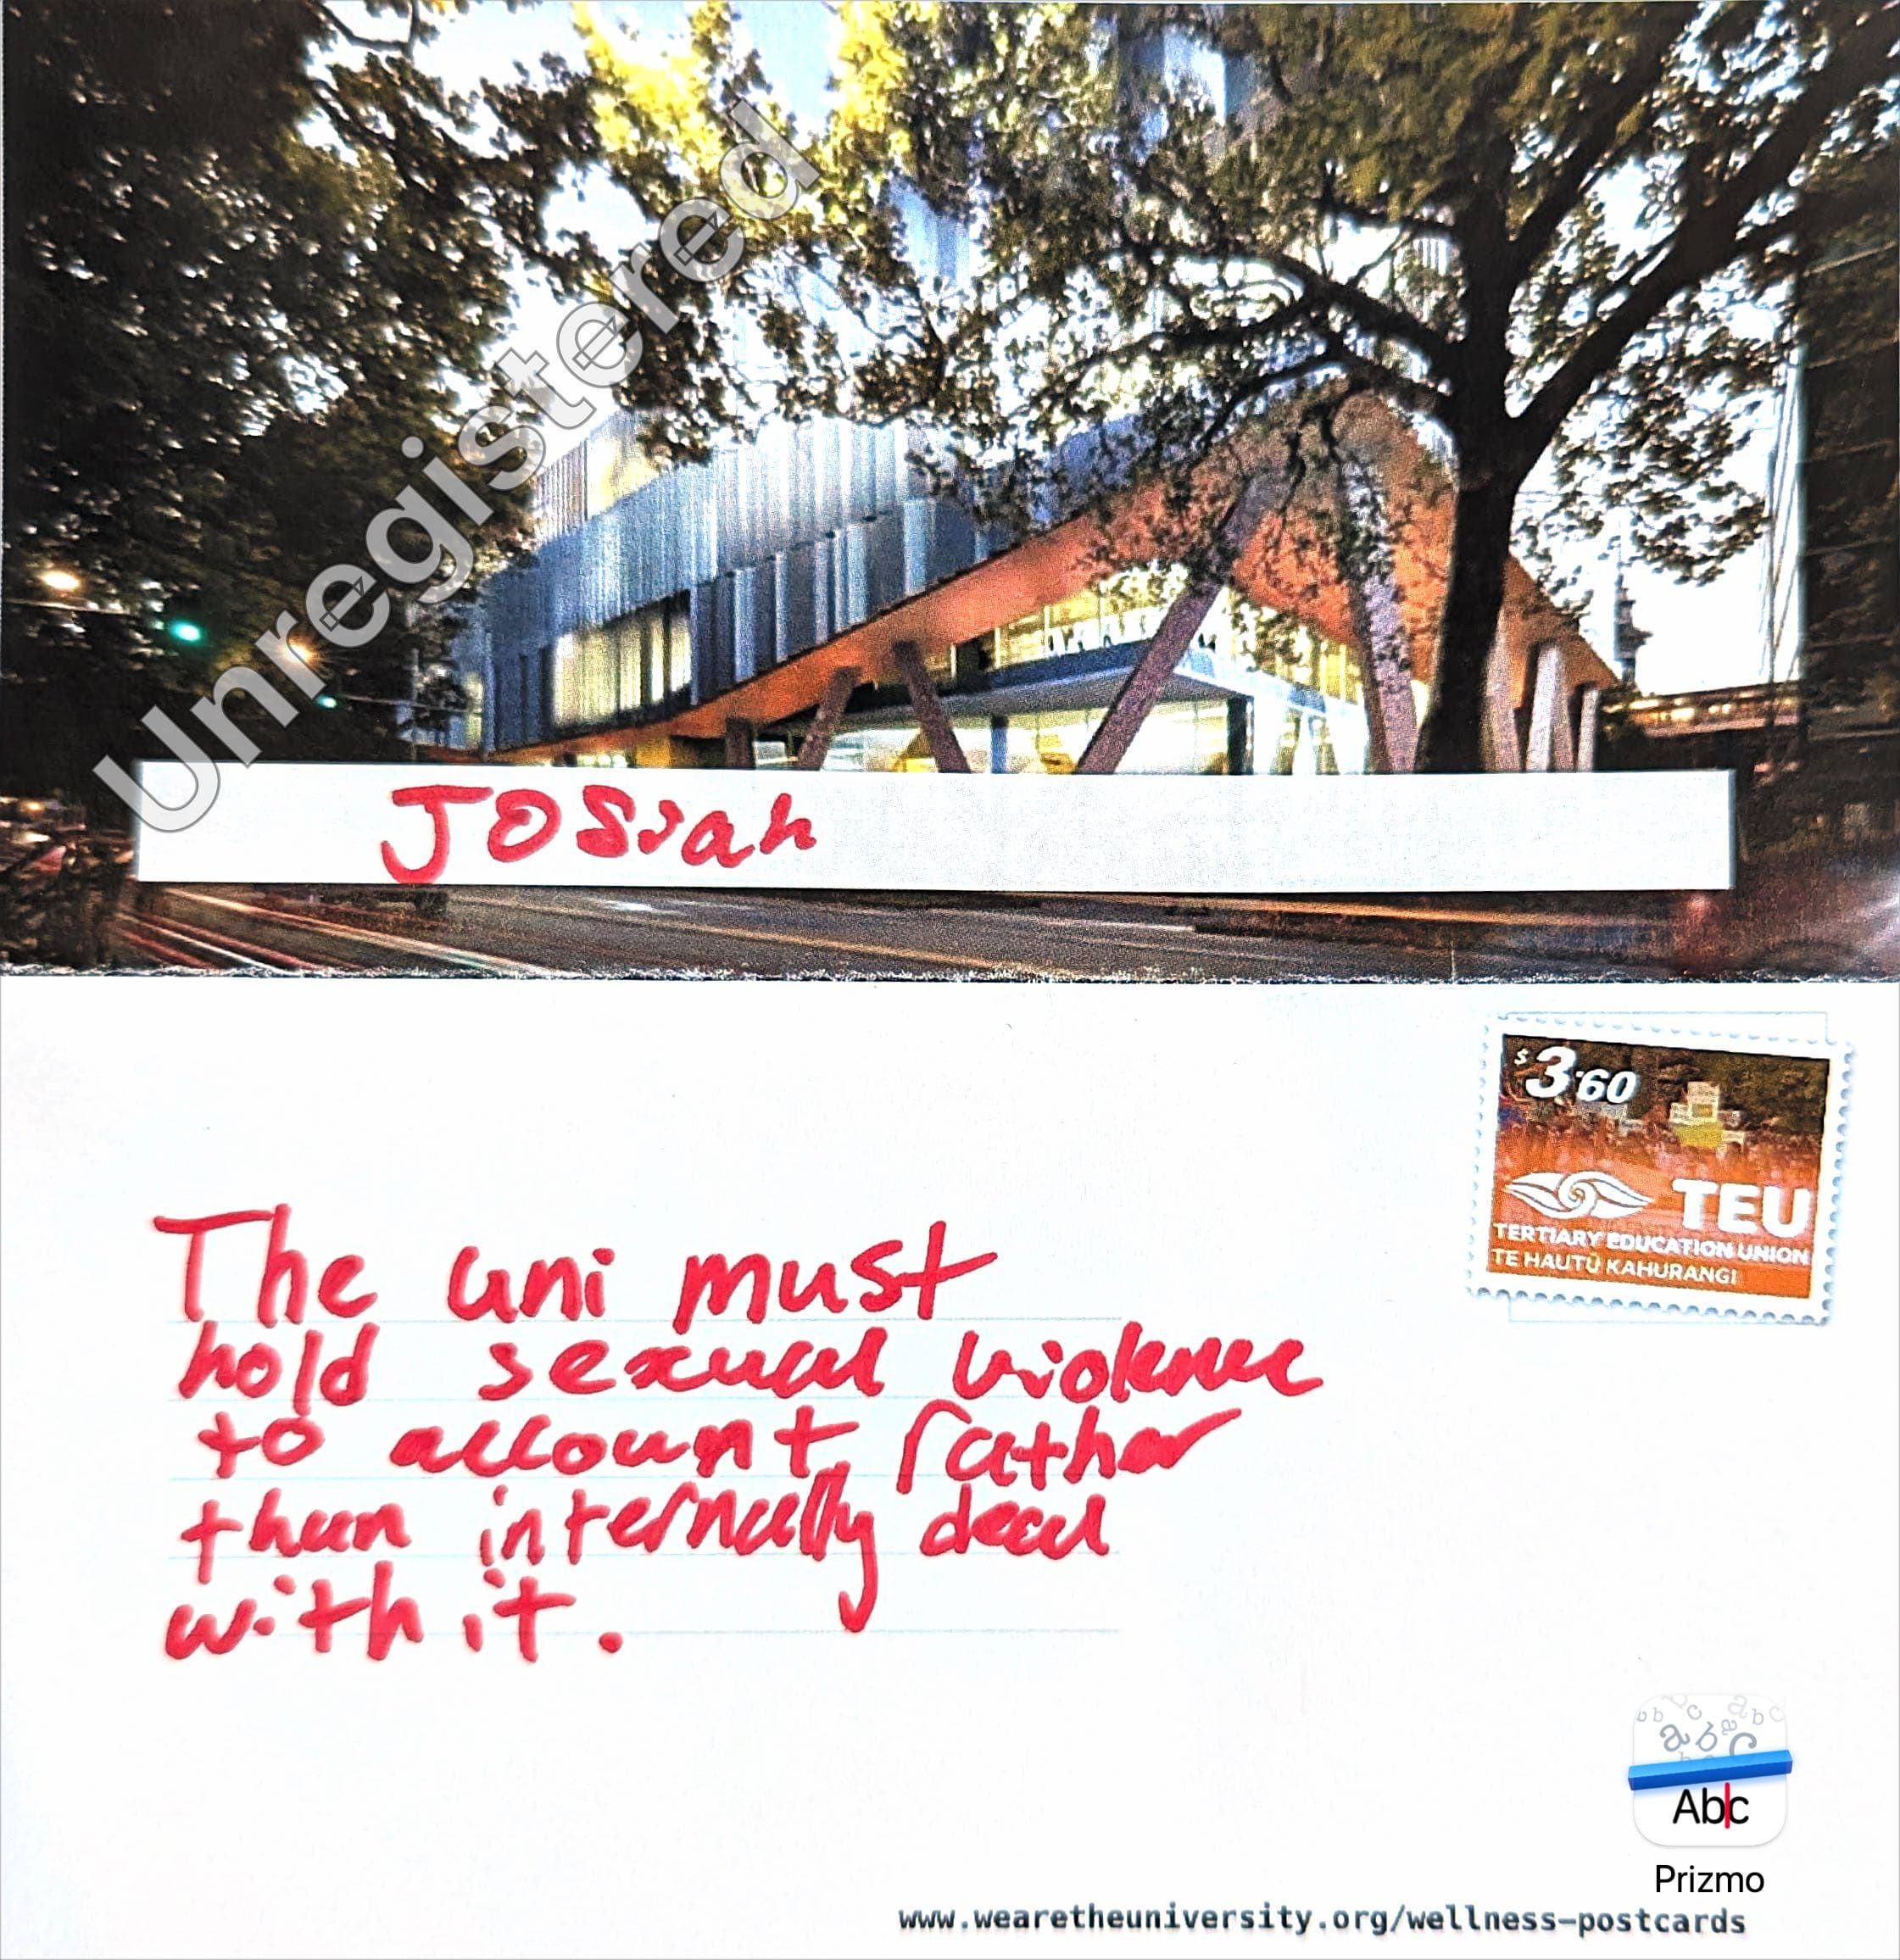 Unregistered
Josiah
$3.60
TEU
TERTIARY EDUCATION UNION
TE HAUTŪ KAHURANGI
The uni must
hold sexual violence
to account, rather
than internally deal
with it.
Abc
Prizmo
www.wearetheuniversity.org/wellness-postcards